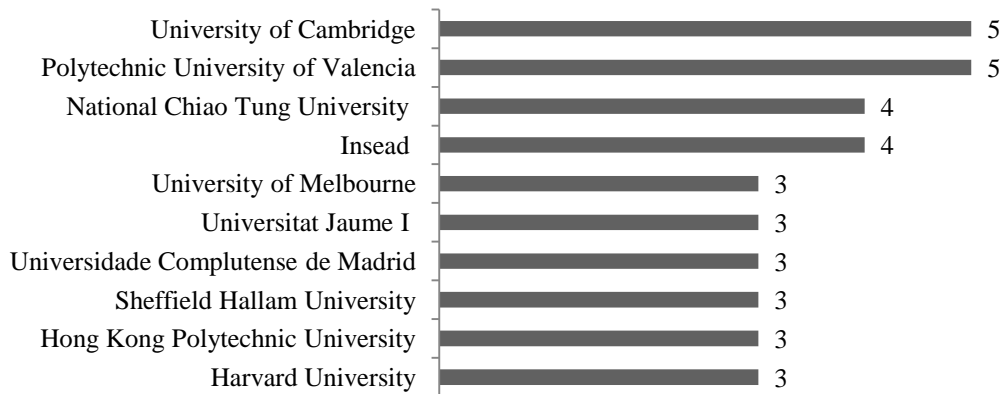 University of Cambridge 5
Polytechnic University of Valencia 5
National Chiao Tung University 4
Insead 4
University of Melbourne 3
Universitat Jaume I 3
Universidade Complutense de Madrid 3
Sheffield Hallam University 3
Hong Kong Polytechnic University 3
Harvard University 3